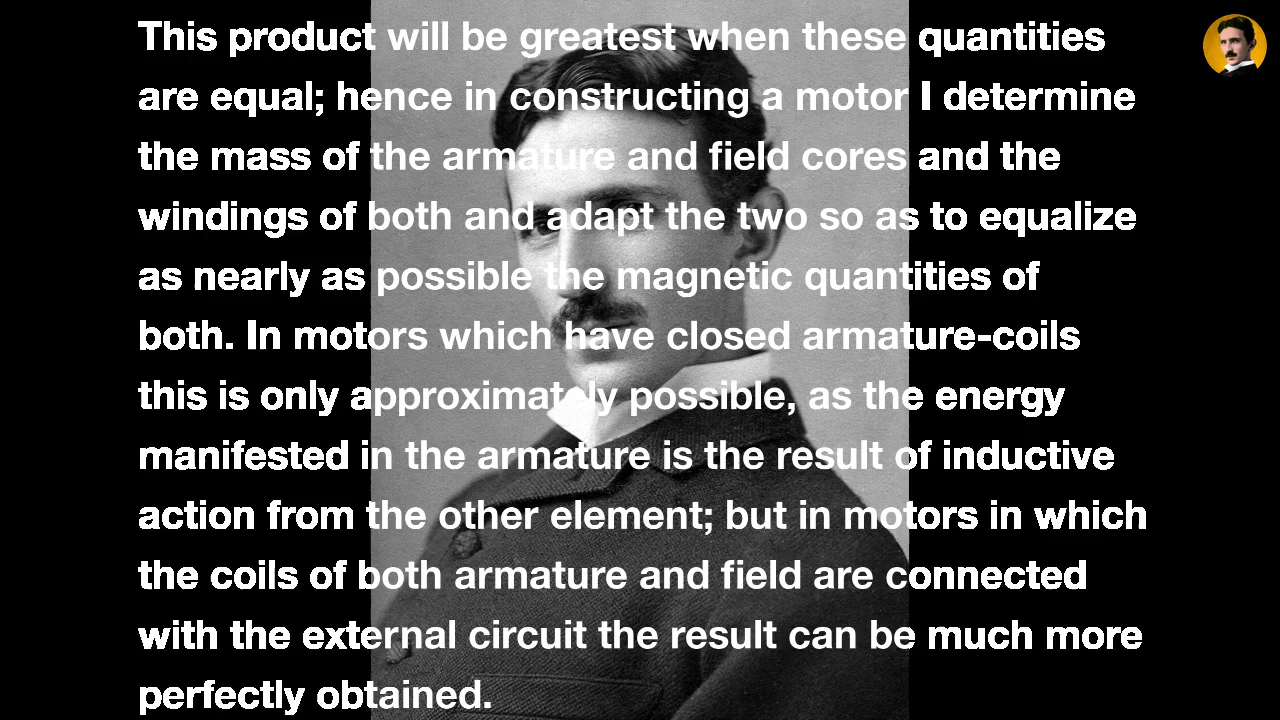 This product will be greatest when these quantities
are equal; hence in constructing a motor I determine
the mass of the armature and field cores and the
windings of both and adapt the two so as to equalize
as nearly as possible the magnetic quantities of
both. In motors which have closed armature-coils
this is only approximately possible, as the energy
manifested in the armature is the result of inductive
action from the other element; but in motors in which
the coils of both armature and field are connected
with the external circuit the result can be much more
perfectly obtained.